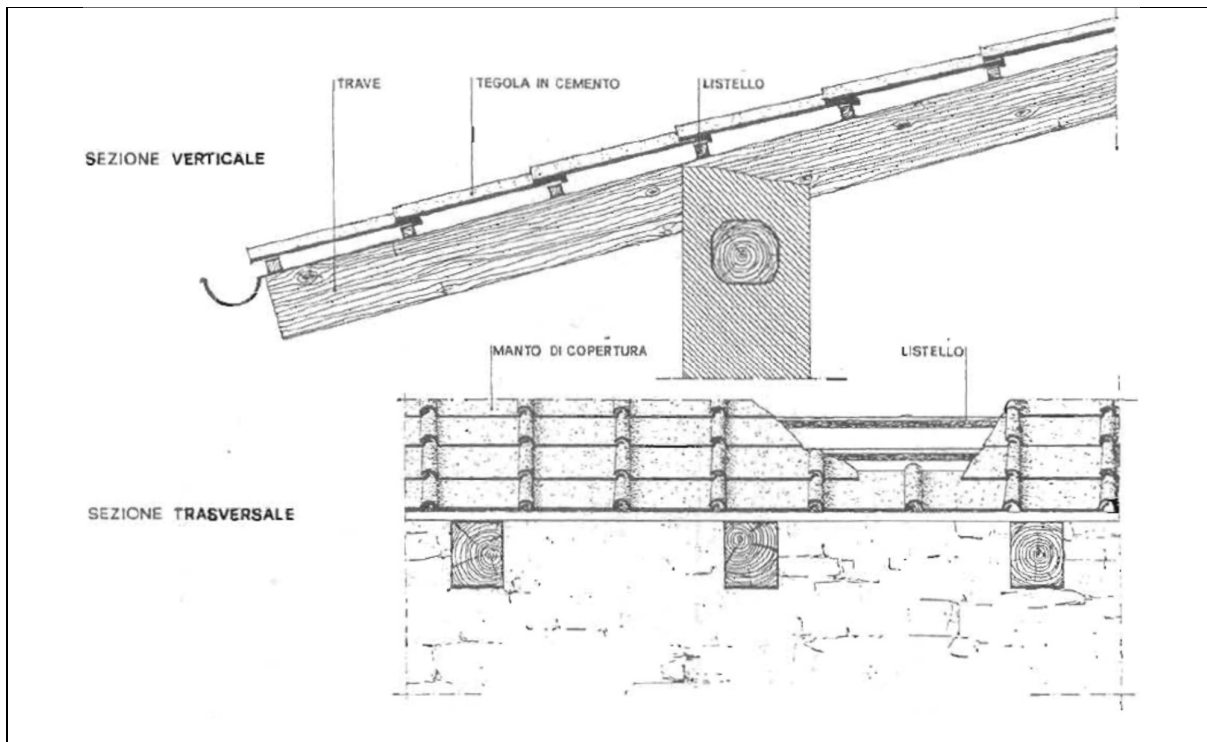 TRAVE
TEGOLA IN CEMENTO
LISTELLO
SEZIONE VERTICALE
MANTO DI COPERTURA
LISTELLO
SEZIONE TRASVERSALE